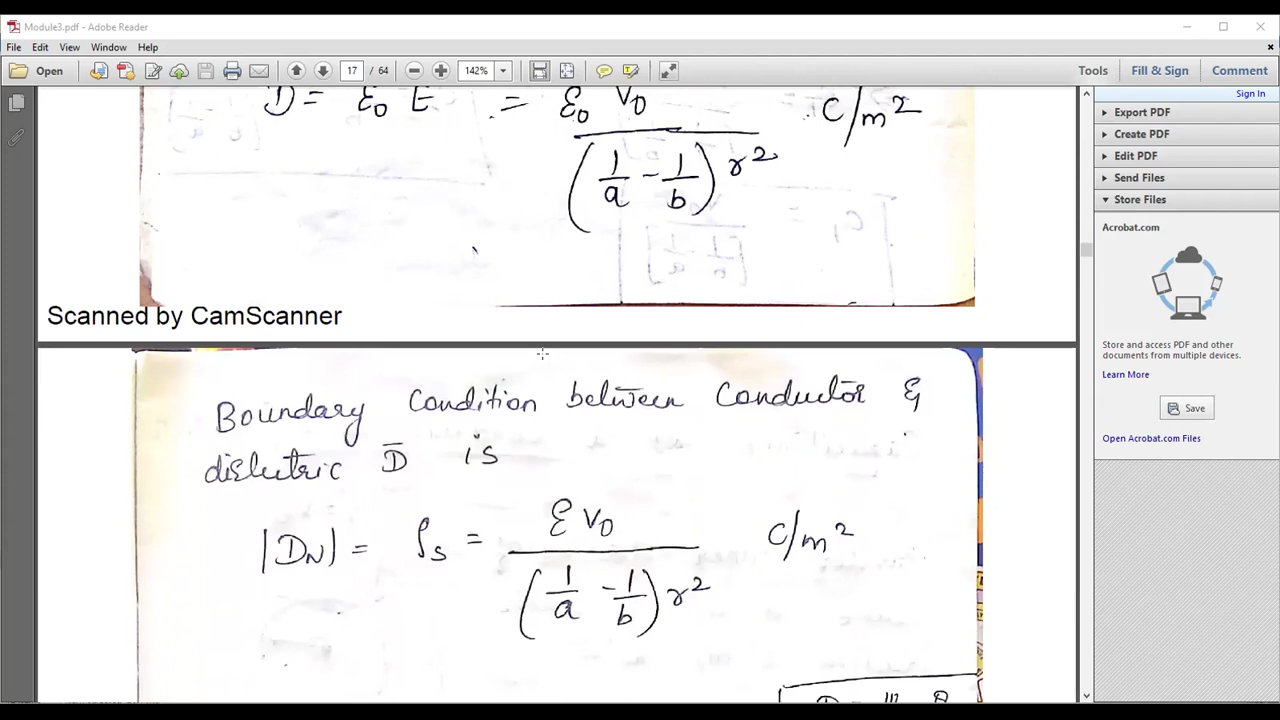 Module3.pdf - Adobe Reader
File Edit View Window Help
Open 17 / 64 142% Tools Fill & Sign Comment
Sign In
Export PDF
Create PDF
Edit PDF
Send Files
Store Files
Acrobat.com
Store and access PDF and other
documents from multiple devices.
Learn More
Save
Open Acrobat.com Files
D = ε0 E = ε0 V0 / (1/a - 1/b) r² C/m²
Scanned by CamScanner
Boundary Condition between Conductor &
dielectric D̄ is
|DN| = ρs = ε V0 / (1/a - 1/b) r² C/m²